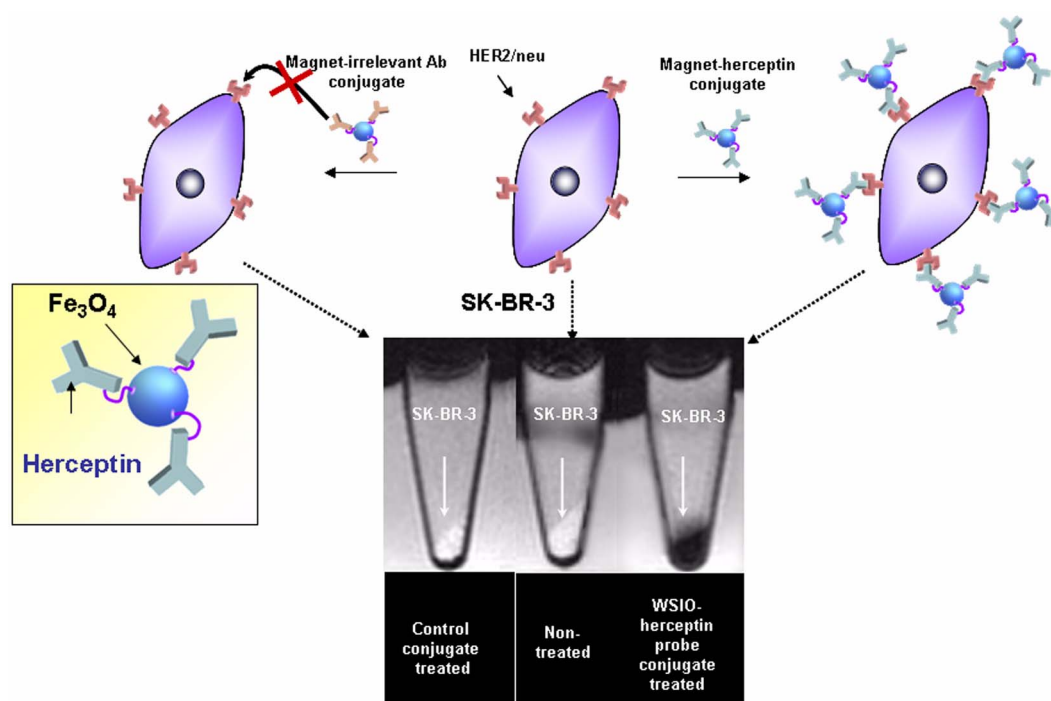 Magnet-irrelevant Ab
conjugate
HER2/neu
Magnet-herceptin
conjugate
SK-BR-3
Fe₃O₄
Herceptin
SK-BR-3
SK-BR-3
SK-BR-3
Control
conjugate
treated
Non-
treated
WSIO-
herceptin
probe
conjugate
treated